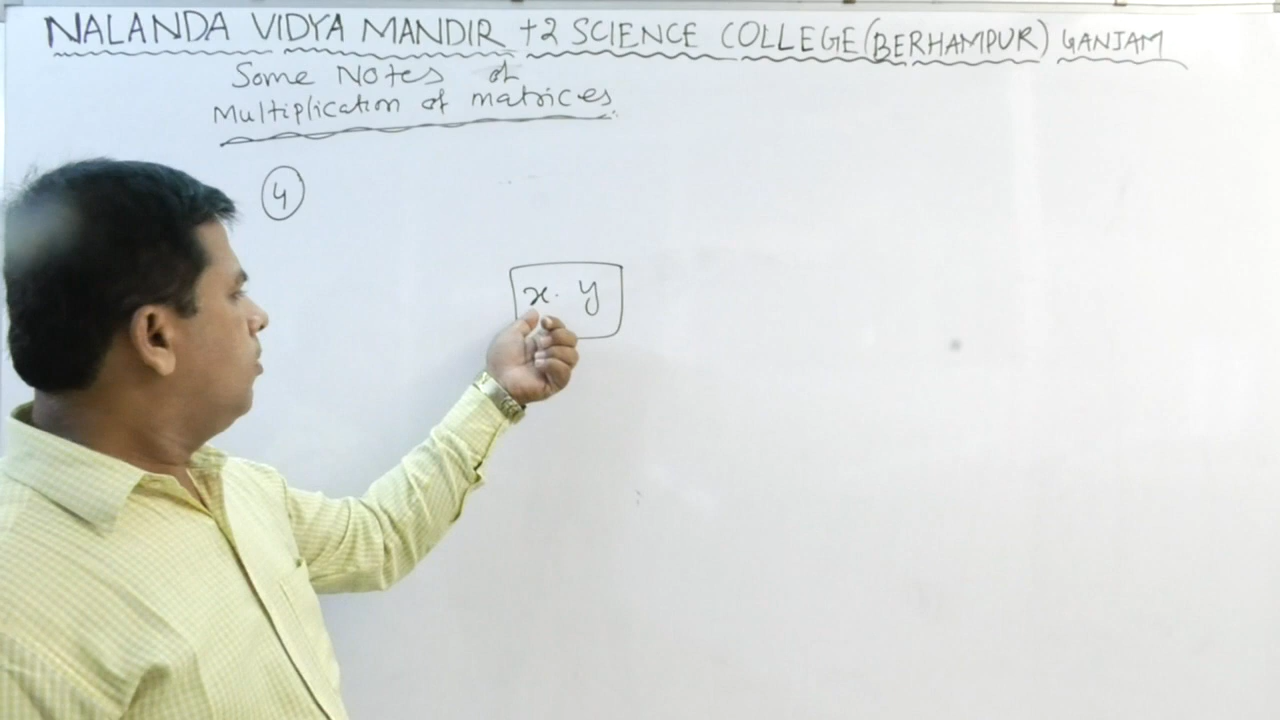 NALANDA VIDYA MANDIR +2 SCIENCE COLLEGE (BERHAMPUR) GANJAM
Some Notes of
Multiplication of matrices
4
x. y